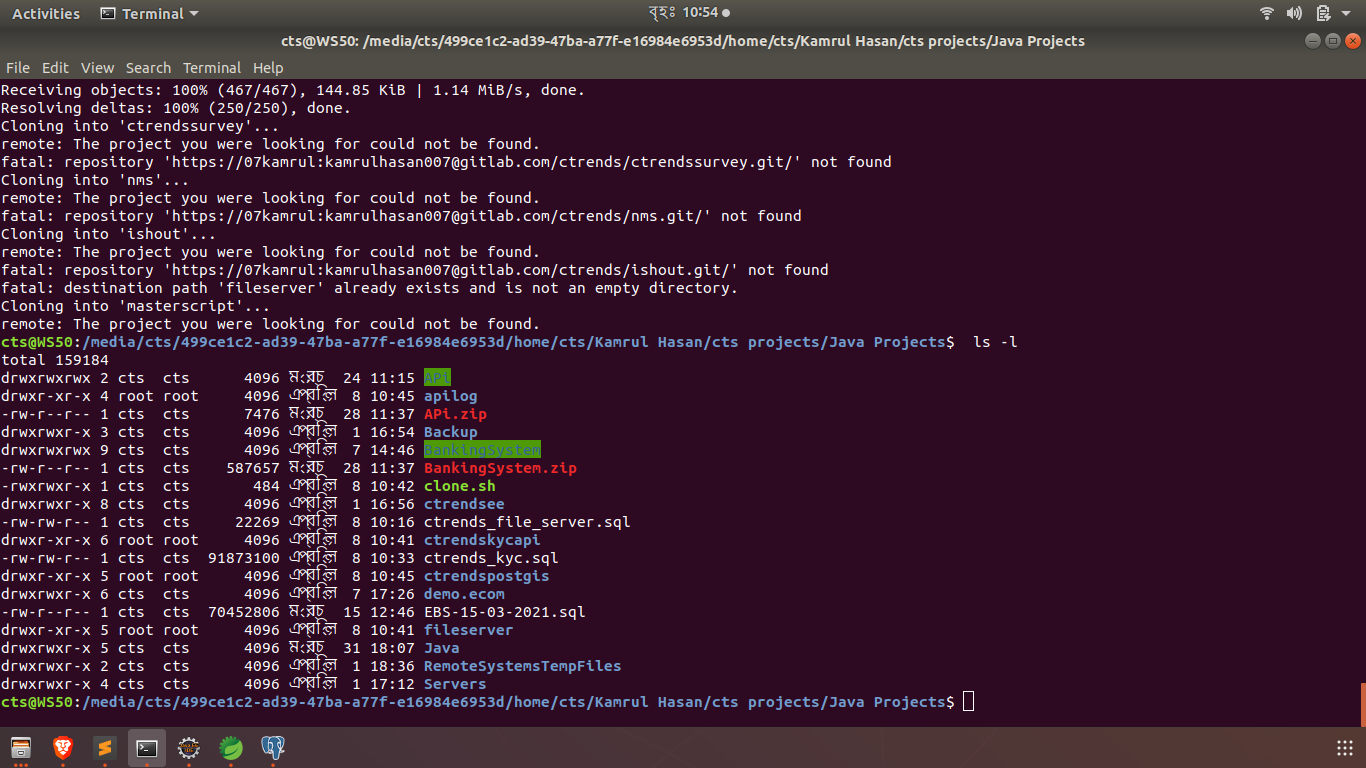 Activities Terminal বৃহঃ 10:54
cts@WS50: /media/cts/499ce1c2-ad39-47ba-a77f-e16984e6953d/home/cts/Kamrul Hasan/cts projects/Java Projects
File Edit View Search Terminal Help
Receiving objects: 100% (467/467), 144.85 KiB | 1.14 MiB/s, done.
Resolving deltas: 100% (250/250), done.
Cloning into 'ctrendssurvey'...
remote: The project you were looking for could not be found.
fatal: repository 'https://07kamrul:kamrulhasan007@gitlab.com/ctrends/ctrendssurvey.git/' not found
Cloning into 'nms'...
remote: The project you were looking for could not be found.
fatal: repository 'https://07kamrul:kamrulhasan007@gitlab.com/ctrends/nms.git/' not found
Cloning into 'ishout'...
remote: The project you were looking for could not be found.
fatal: repository 'https://07kamrul:kamrulhasan007@gitlab.com/ctrends/ishout.git/' not found
fatal: destination path 'fileserver' already exists and is not an empty directory.
Cloning into 'masterscript'...
remote: The project you were looking for could not be found.
cts@WS50:/media/cts/499ce1c2-ad39-47ba-a77f-e16984e6953d/home/cts/Kamrul Hasan/cts projects/Java Projects$  ls -l
total 159184
drwxrwxrwx 2 cts  cts      4096 মার্চ  24 11:15 APi
drwxr-xr-x 4 root root     4096 এপ্রিল  8 10:45 apilog
-rw-r--r-- 1 cts  cts      7476 মার্চ  28 11:37 APi.zip
drwxrwxr-x 3 cts  cts      4096 এপ্রিল  1 16:54 Backup
drwxrwxrwx 9 cts  cts      4096 এপ্রিল  7 14:46 BankingSystem
-rw-r--r-- 1 cts  cts    587657 মার্চ  28 11:37 BankingSystem.zip
-rwxrwxr-x 1 cts  cts       484 এপ্রিল  8 10:42 clone.sh
drwxrwxr-x 8 cts  cts      4096 এপ্রিল  1 16:56 ctrendsee
-rw-rw-r-- 1 cts  cts     22269 এপ্রিল  8 10:16 ctrends_file_server.sql
drwxr-xr-x 6 root root     4096 এপ্রিল  8 10:41 ctrendskycapi
-rw-rw-r-- 1 cts  cts  91873100 এপ্রিল  8 10:33 ctrends_kyc.sql
drwxr-xr-x 5 root root     4096 এপ্রিল  8 10:45 ctrendspostgis
drwxrwxr-x 6 cts  cts      4096 এপ্রিল  7 17:26 demo.ecom
-rw-r--r-- 1 cts  cts  70452806 মার্চ  15 12:46 EBS-15-03-2021.sql
drwxr-xr-x 5 root root     4096 এপ্রিল  8 10:41 fileserver
drwxrwxr-x 5 cts  cts      4096 মার্চ  31 18:07 Java
drwxrwxr-x 2 cts  cts      4096 এপ্রিল  1 18:36 RemoteSystemsTempFiles
drwxrwxr-x 4 cts  cts      4096 এপ্রিল  1 17:12 Servers
cts@WS50:/media/cts/499ce1c2-ad39-47ba-a77f-e16984e6953d/home/cts/Kamrul Hasan/cts projects/Java Projects$